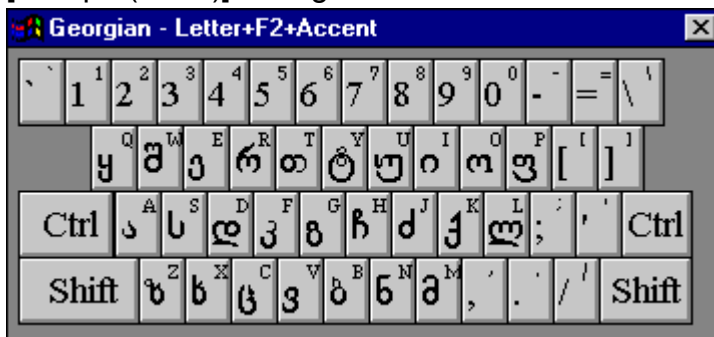 Georgian - Letter+F2+Accent
` ` 1 1 2 2 3 3 4 4 5 5 6 6 7 7 8 8 9 9 0 0 - - = = \ \
ყ Q შ W ე E რ R თ T ტ Y უ U ი I ო O ფ P [ [ ] ]
Ctrl ა A ს S დ D კ F გ G ჩ H ძ J ქ K ლ L ; ; ' ' Ctrl
Shift ზ Z ხ X ც C ვ V ბ B ნ N მ M , , . . / / Shift